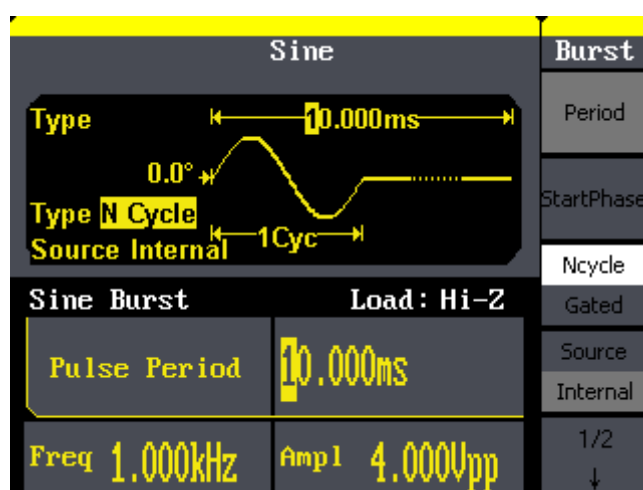 Sine
Burst
Type
10.000ms
Period
0.0°
StartPhase
Type N Cycle
1Cyc
Source Internal
Ncycle
Sine Burst
Load: Hi-Z
Gated
Pulse Period
10.000ms
Source
Internal
Freq 1.000kHz
Ampl 4.000Vpp
1/2
↓